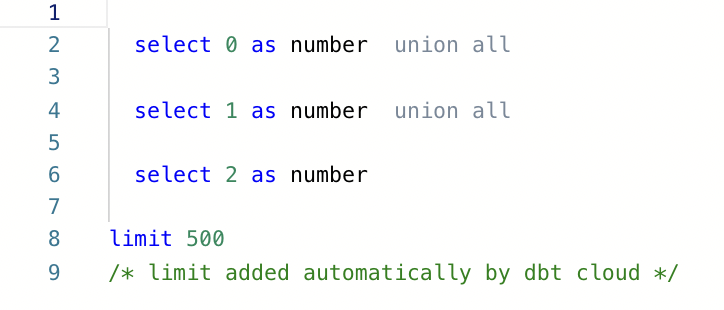 1
2 select 0 as number union all
3
4 select 1 as number union all
5
6 select 2 as number
7
8 limit 500
9 /* limit added automatically by dbt cloud */